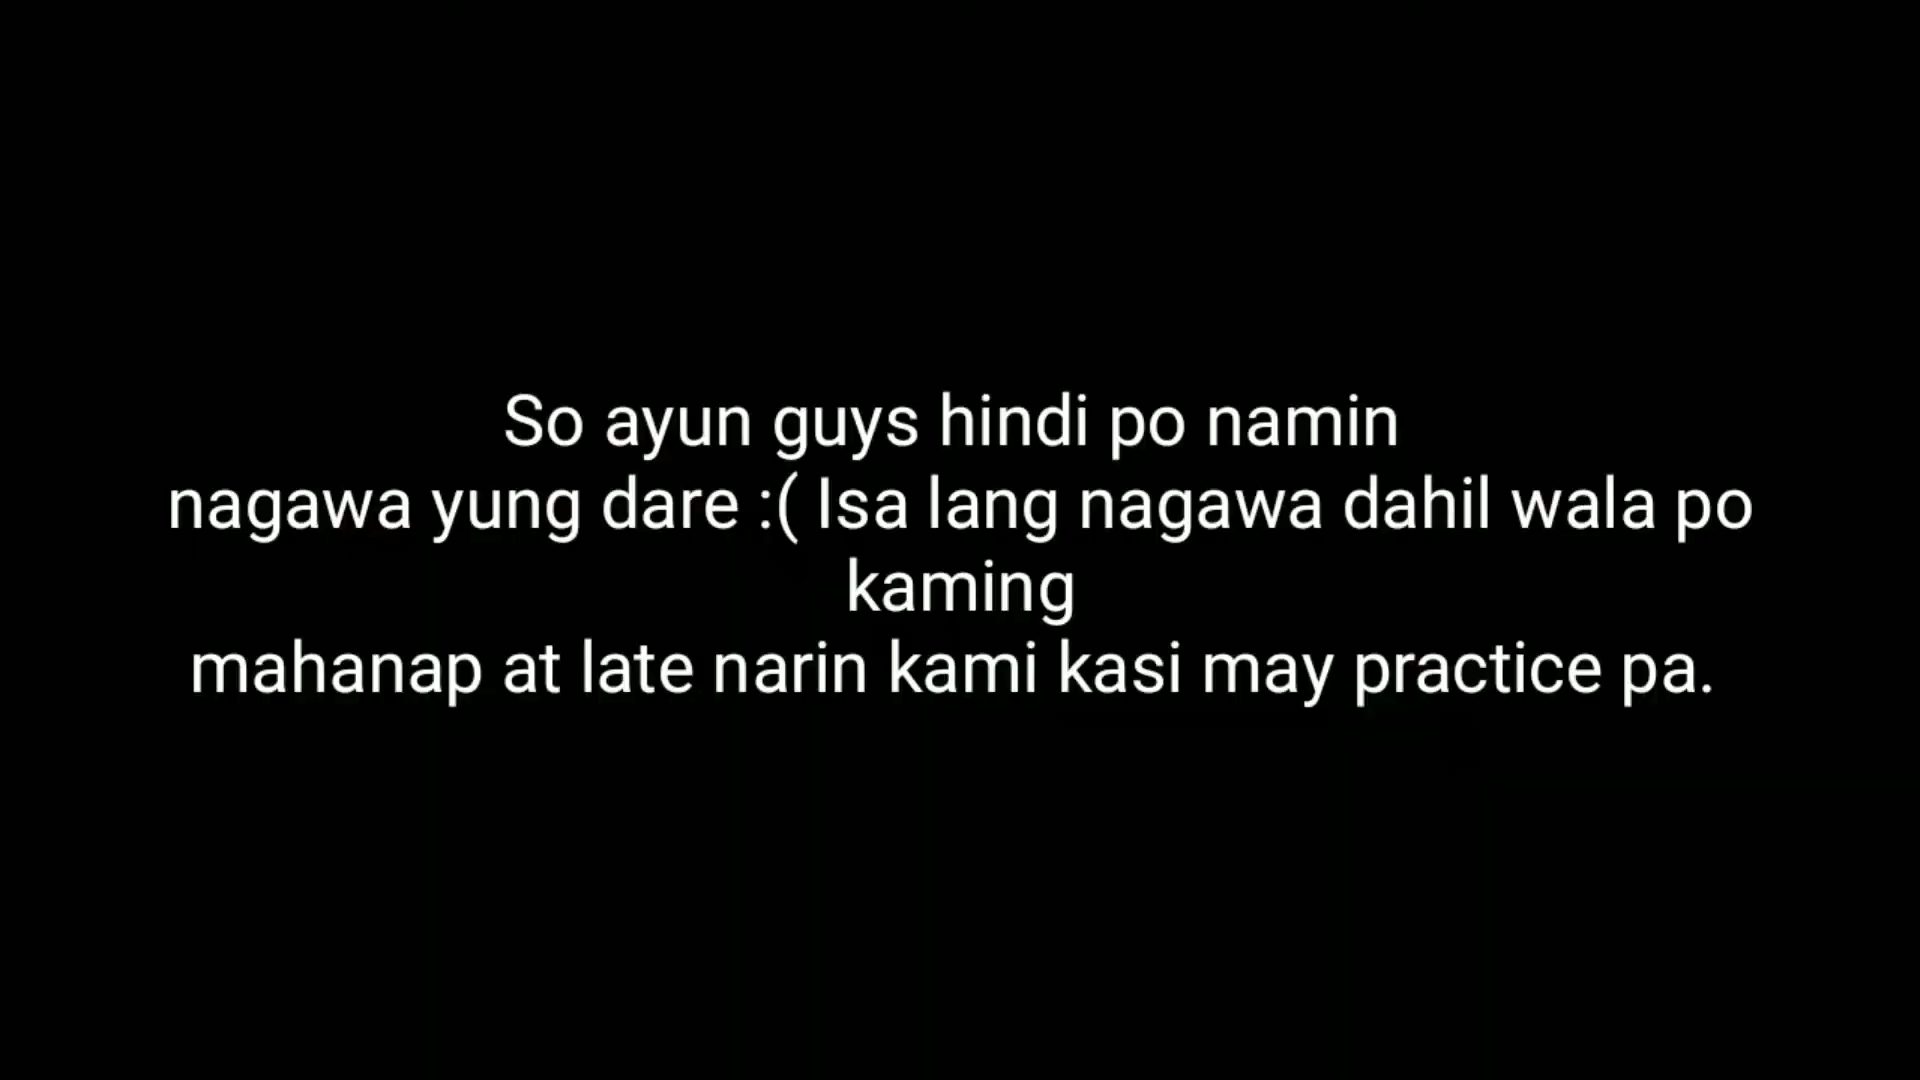 So ayun guys hindi po namin
nagawa yung dare :( Isa lang nagawa dahil wala po
kaming
mahanap at late narin kami kasi may practice pa.